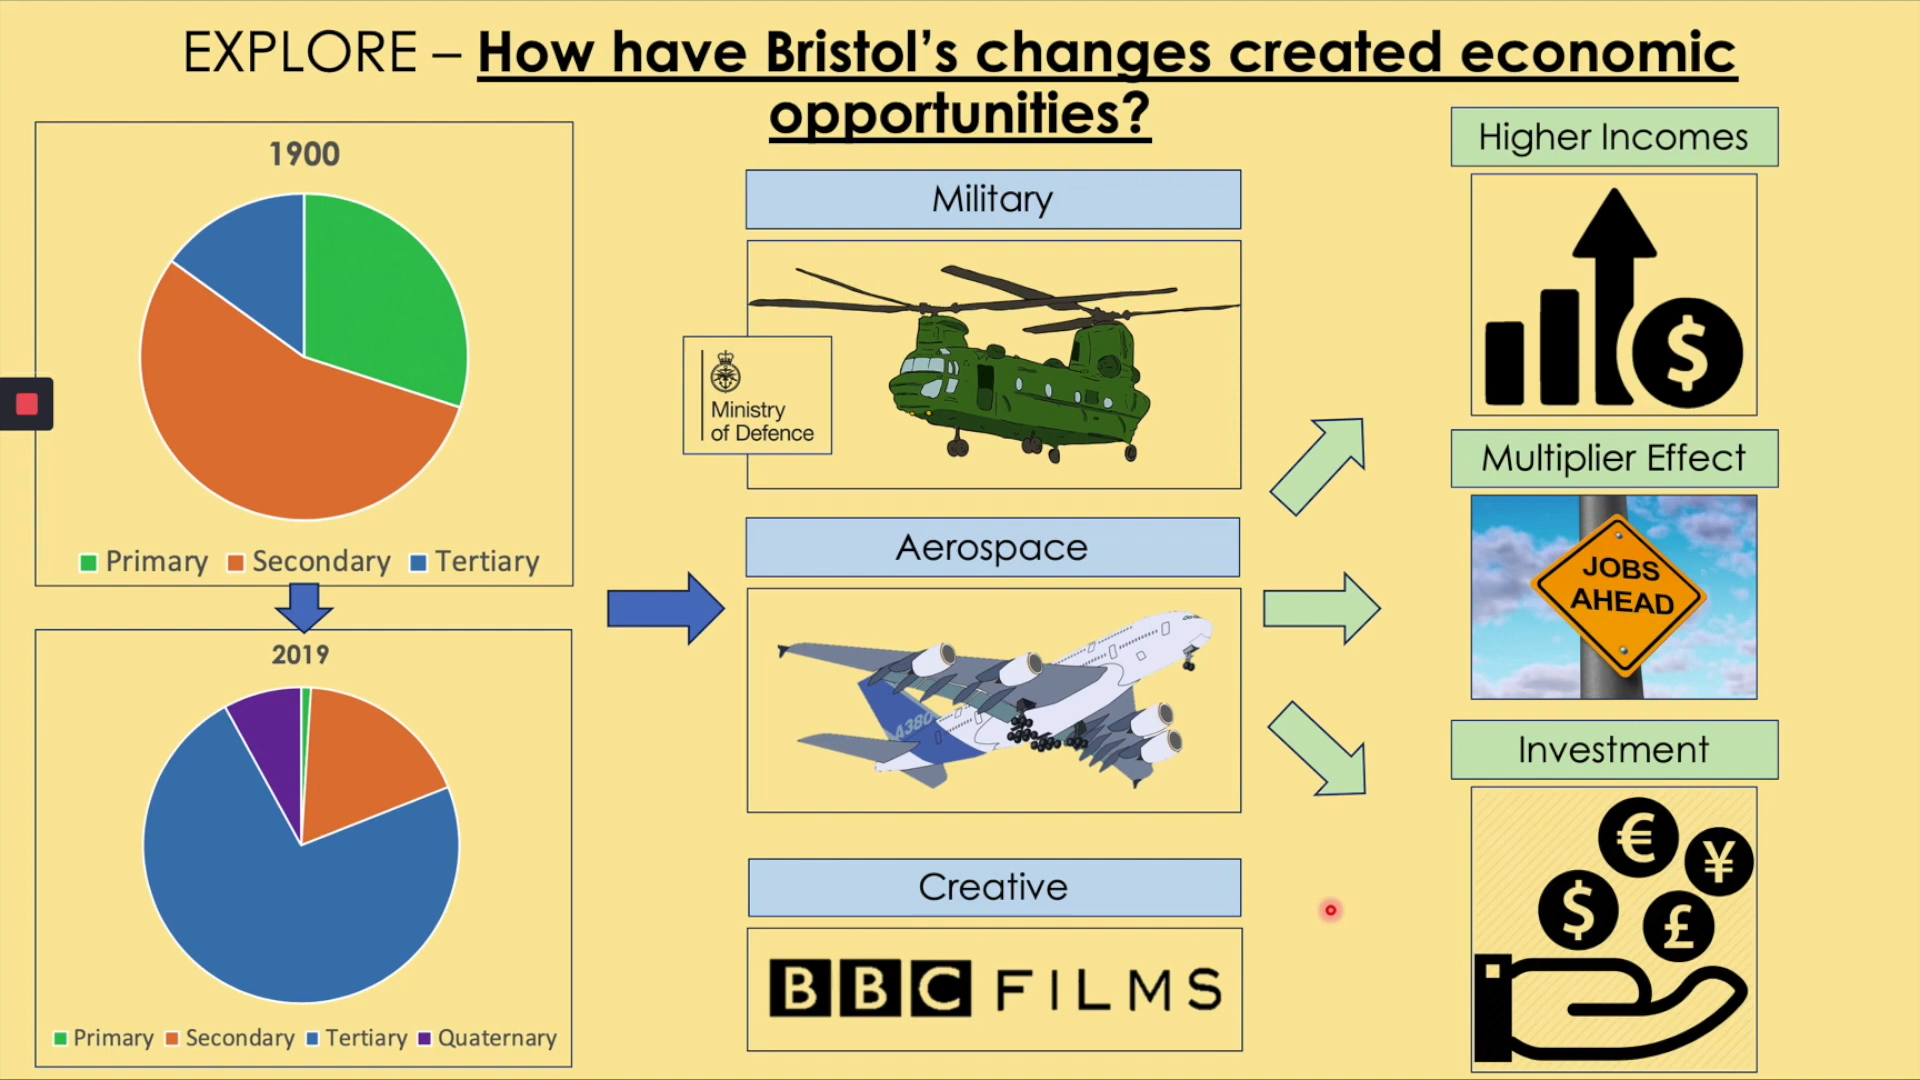 EXPLORE – How have Bristol's changes created economic
opportunities?
1900
Primary Secondary Tertiary
2019
Primary Secondary Tertiary Quaternary
Military
Ministry
of Defence
Aerospace
A380
Creative
BBC FILMS
Higher Incomes
$
Multiplier Effect
JOBS
AHEAD
Investment
€
¥
$
£